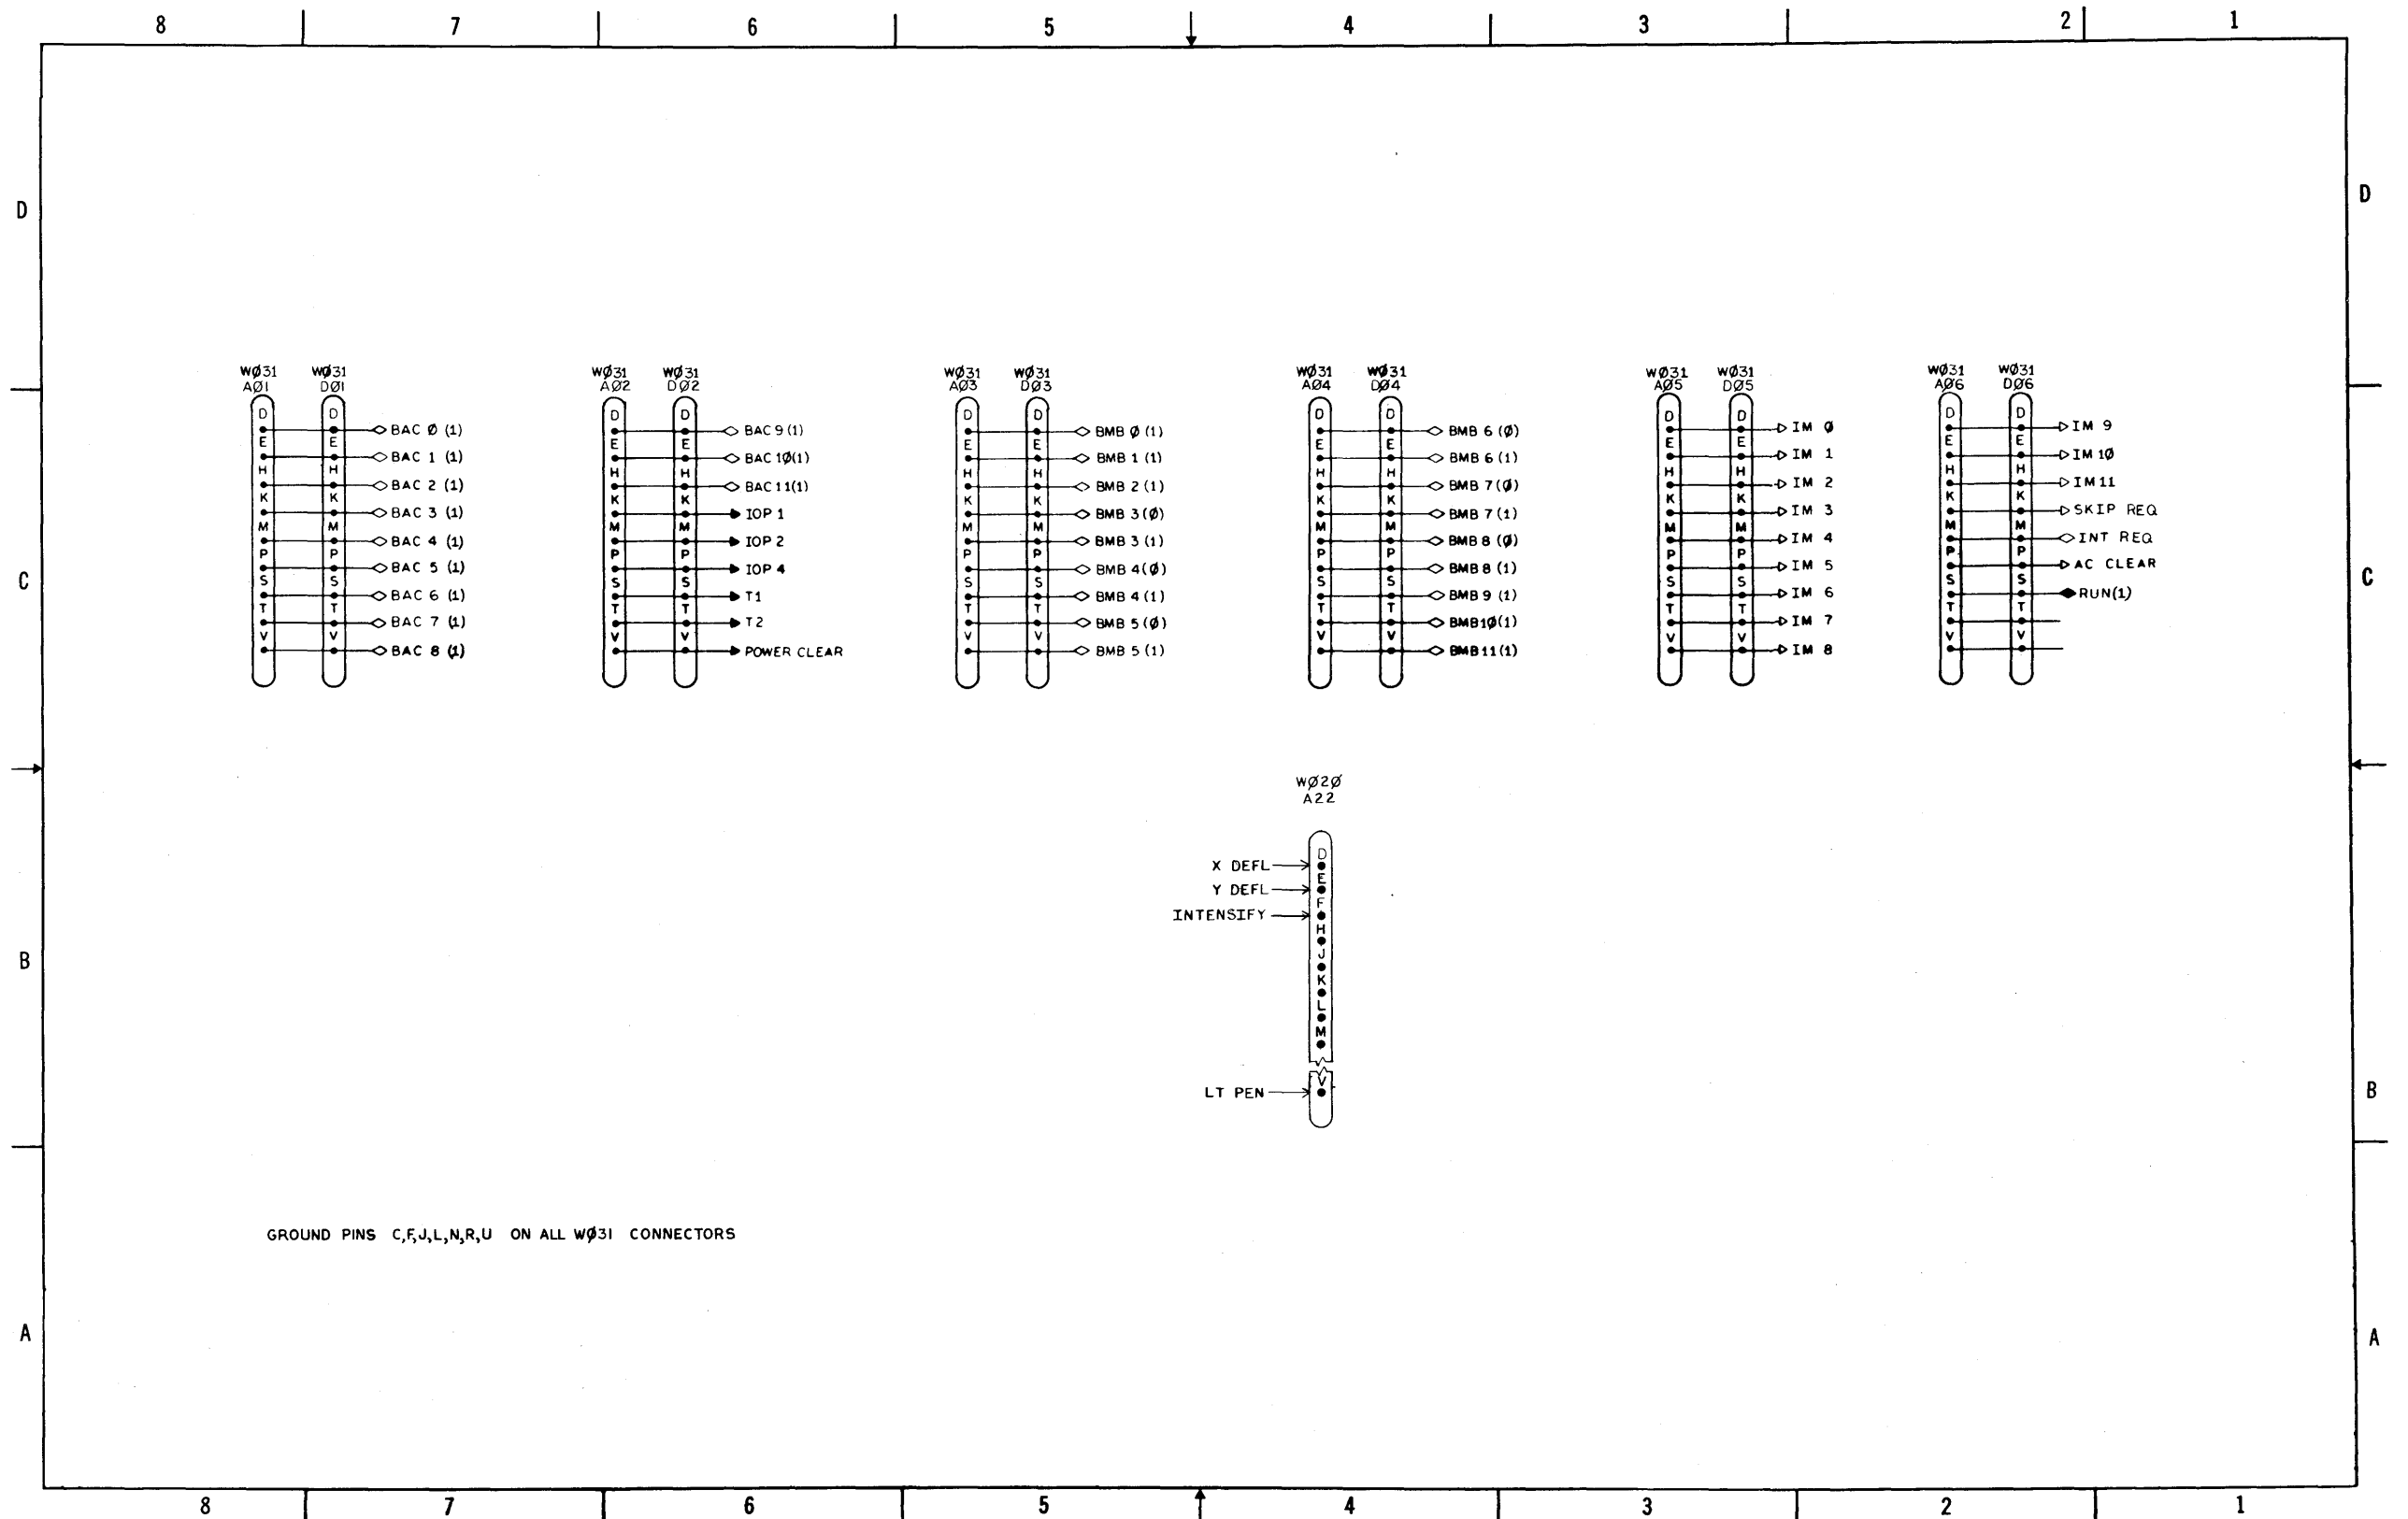 8 7 6 5 4 3 2 1
D D
WØ31 AØ1
WØ31 DØ1
D D
E E BAC Ø (1)
H H BAC 1 (1)
K K BAC 2 (1)
M M BAC 3 (1)
P P BAC 4 (1)
S S BAC 5 (1)
T T BAC 6 (1)
V V BAC 7 (1)
BAC 8 (1)
WØ31 AØ2
WØ31 DØ2
D D
E E BAC 9 (1)
H H BAC 1Ø(1)
K K BAC 11(1)
M M IOP 1
P P IOP 2
S S IOP 4
T T T1
V V T2
POWER CLEAR
WØ31 AØ3
WØ31 DØ3
D D
E E BMB Ø (1)
H H BMB 1 (1)
K K BMB 2 (1)
M M BMB 3 (Ø)
P P BMB 3 (1)
S S BMB 4 (Ø)
T T BMB 4 (1)
V V BMB 5 (Ø)
BMB 5 (1)
WØ31 AØ4
WØ31 DØ4
D D
E E BMB 6 (Ø)
H H BMB 6 (1)
K K BMB 7 (Ø)
M M BMB 7 (1)
P P BMB 8 (Ø)
S S BMB 8 (1)
T T BMB 9 (1)
V V BMB1Ø(1)
BMB11(1)
WØ31 AØ5
WØ31 DØ5
D D
E E IM Ø
H H IM 1
K K IM 2
M M IM 3
P P IM 4
S S IM 5
T T IM 6
V V IM 7
IM 8
WØ31 AØ6
WØ31 DØ6
D D
E E IM 9
H H IM 1Ø
K K IM 11
M M SKIP REQ
P P INT REQ
S S AC CLEAR
T T RUN(1)
V V
C C
WØ2Ø
A22
D
X DEFL
E
Y DEFL
F
INTENSIFY
H
J
K
L
M
V
LT PEN
B B
GROUND PINS C,F,J,L,N,R,U ON ALL WØ31 CONNECTORS
A A
8 7 6 5 4 3 2 1